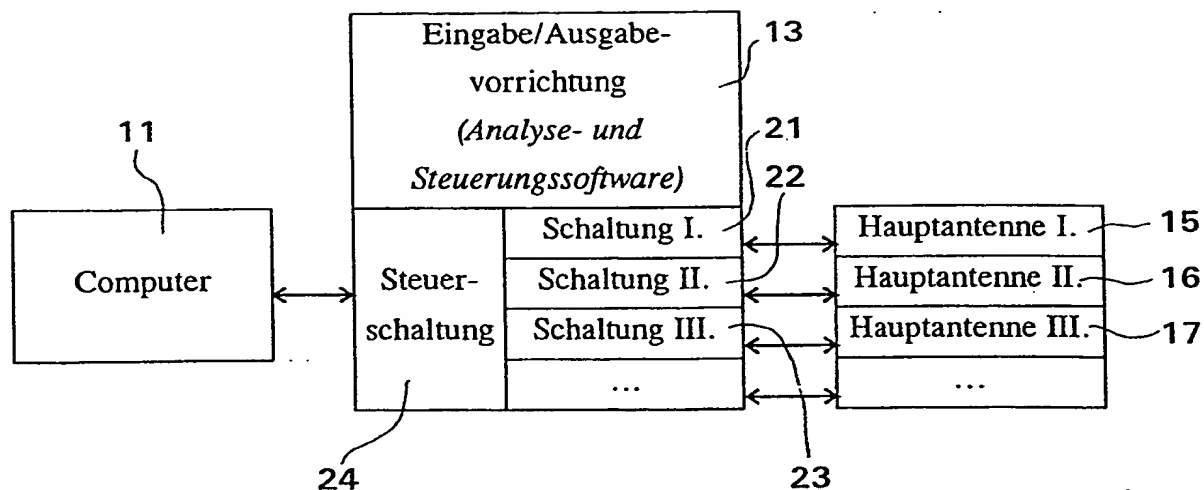 Eingabe/Ausgabe-
vorrichtung
(Analyse- und
Steuerungssoftware)
13
11
21
22
Computer
Steuer-
schaltung
Schaltung I.
Schaltung II.
Schaltung III.
...
Hauptantenne I.
Hauptantenne II.
Hauptantenne III.
...
15
16
17
24
23